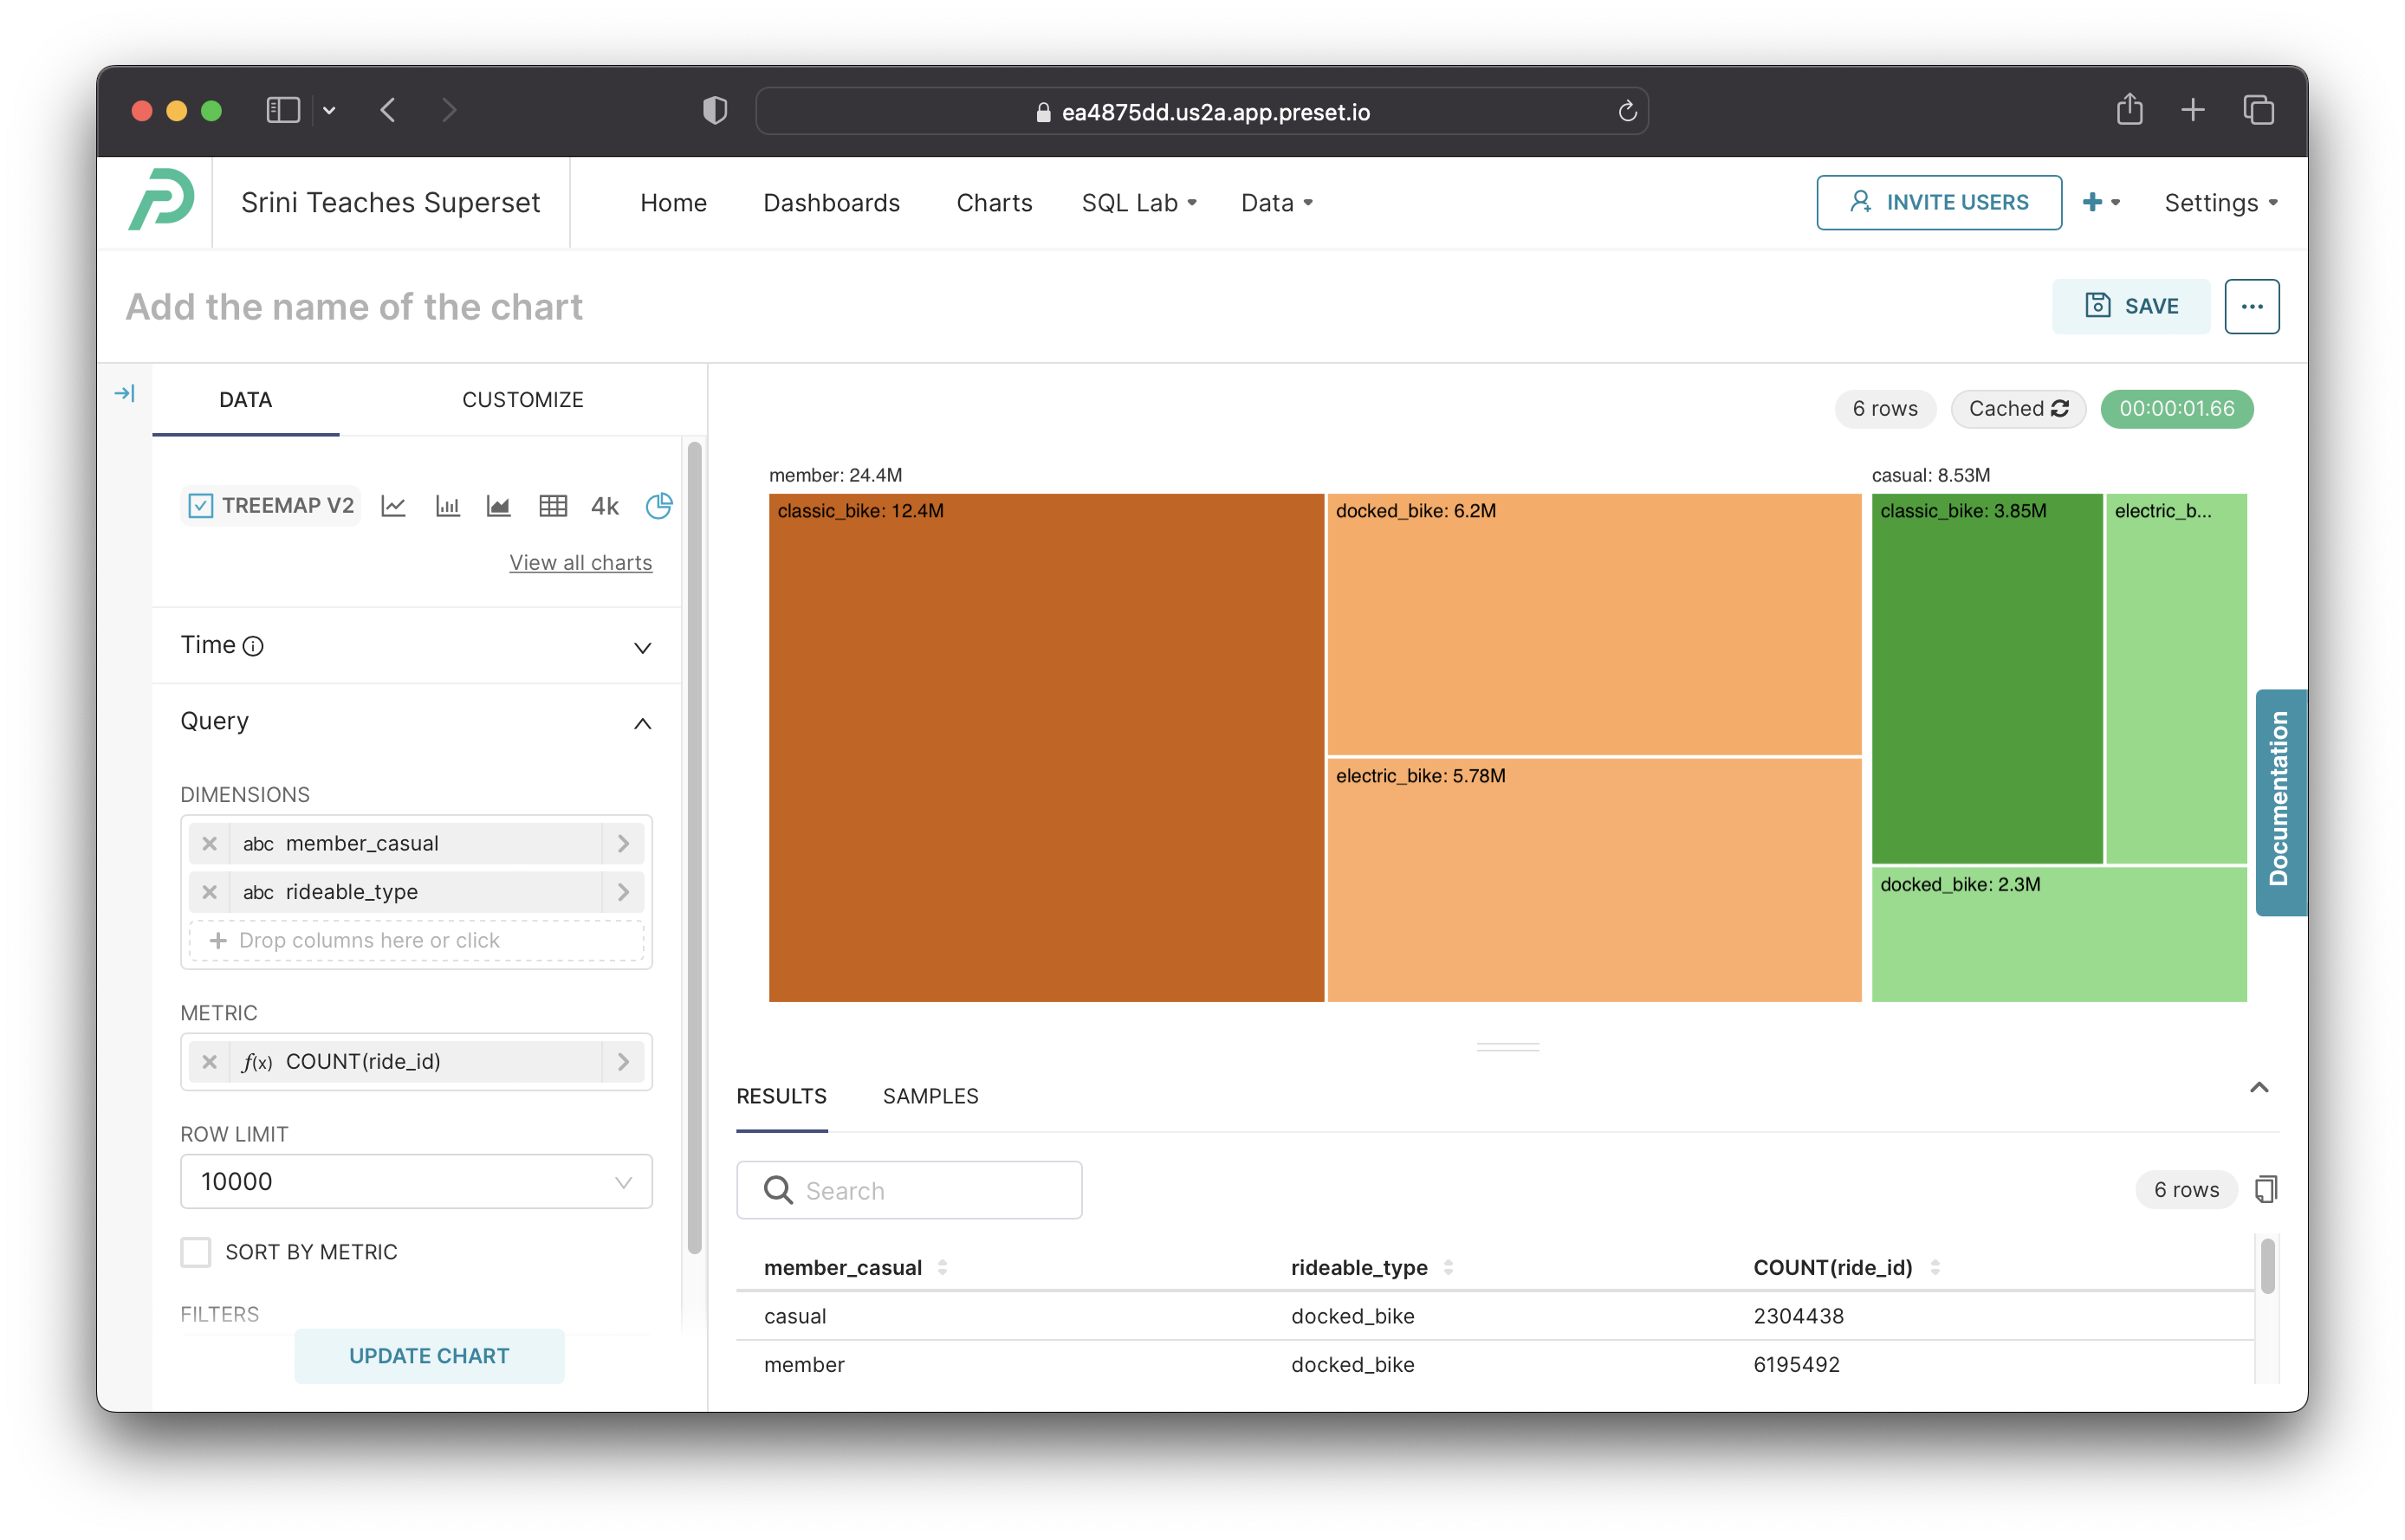 ea4875dd.us2a.app.preset.io
Srini Teaches Superset
Home
Dashboards
Charts
SQL Lab
Data
INVITE USERS
Settings
Add the name of the chart
SAVE
DATA
CUSTOMIZE
TREEMAP V2
4k
View all charts
Time
Query
DIMENSIONS
abc member_casual
abc rideable_type
Drop columns here or click
METRIC
f(x) COUNT(ride_id)
ROW LIMIT
10000
SORT BY METRIC
FILTERS
UPDATE CHART
6 rows
Cached
00:00:01.66
member: 24.4M
casual: 8.53M
classic_bike: 12.4M
docked_bike: 6.2M
classic_bike: 3.85M
electric_b...
electric_bike: 5.78M
docked_bike: 2.3M
Documentation
RESULTS
SAMPLES
Search
6 rows
member_casual
rideable_type
COUNT(ride_id)
casual
docked_bike
2304438
member
docked_bike
6195492